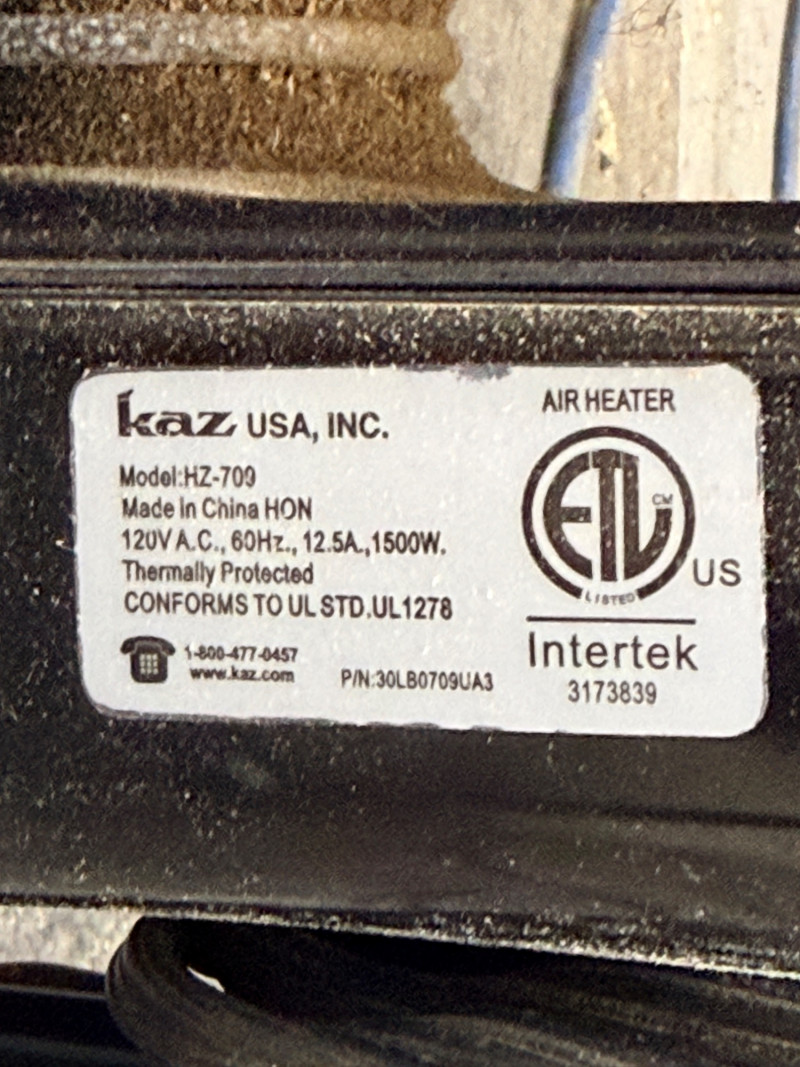 kaz USA, INC.
Model:HZ-709
Made in China HON
120V A.C., 60Hz., 12.5A.,1500W.
Thermally Protected
CONFORMS TO UL STD.UL1278
1-800-477-0457
www.kaz.com
P/N:30LB0709UA3
AIR HEATER
ETL CM
LISTED
US
Intertek
3173839